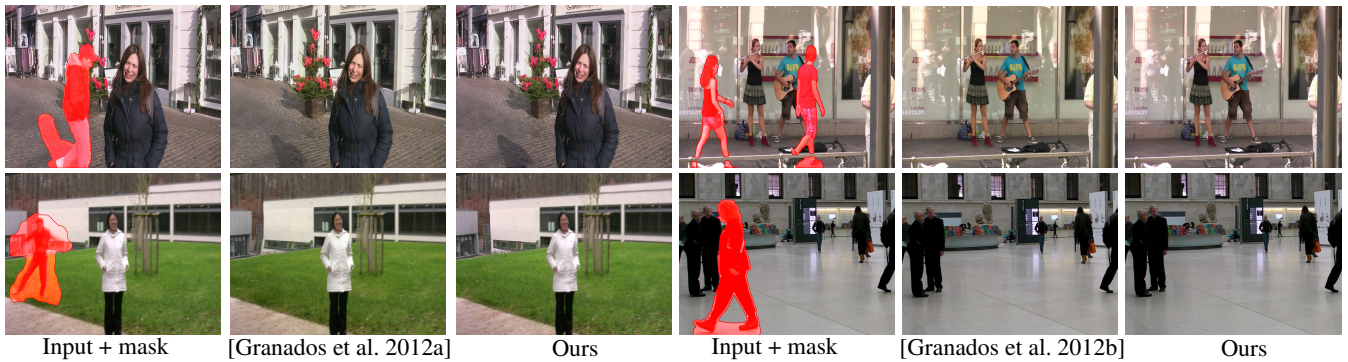 Input + mask
[Granados et al. 2012a]
Ours
Input + mask
[Granados et al. 2012b]
Ours